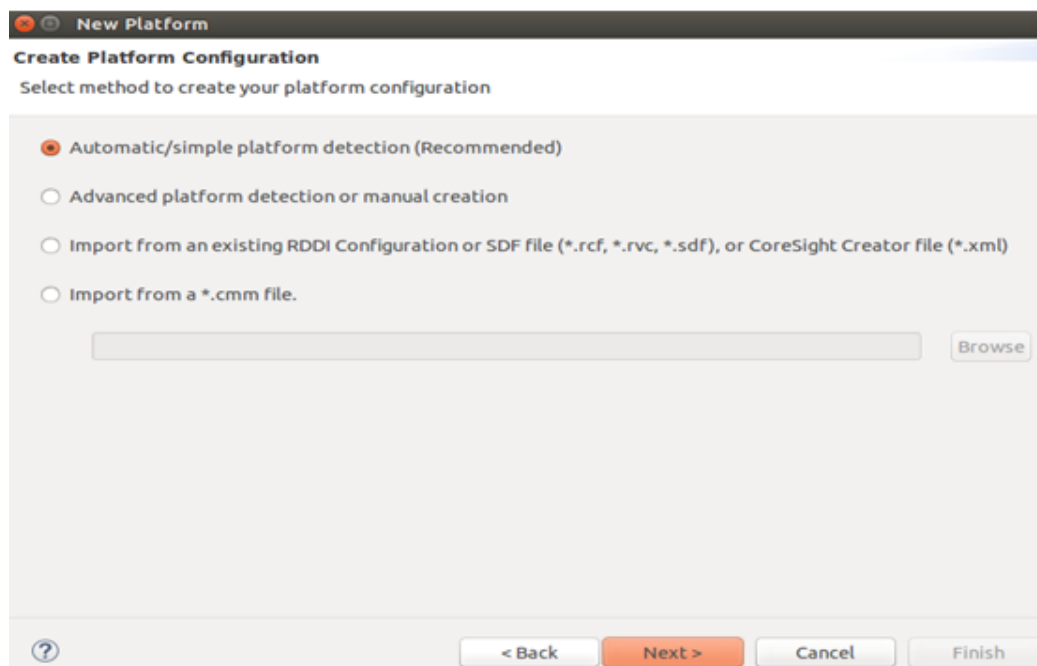 New Platform
Create Platform Configuration
Select method to create your platform configuration
Automatic/simple platform detection (Recommended)
Advanced platform detection or manual creation
Import from an existing RDDI Configuration or SDF file (*.rcf, *.rvc, *.sdf), or CoreSight Creator file (*.xml)
Import from a *.cmm file.
Browse
? < Back Next > Cancel Finish